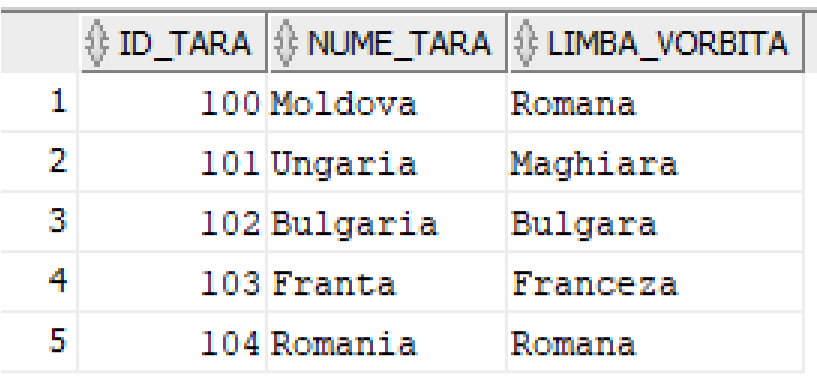 ID_TARA NUME_TARA LIMBA_VORBITA
1 100 Moldova Romana
2 101 Ungaria Maghiara
3 102 Bulgaria Bulgara
4 103 Franta Franceza
5 104 Romania Romana